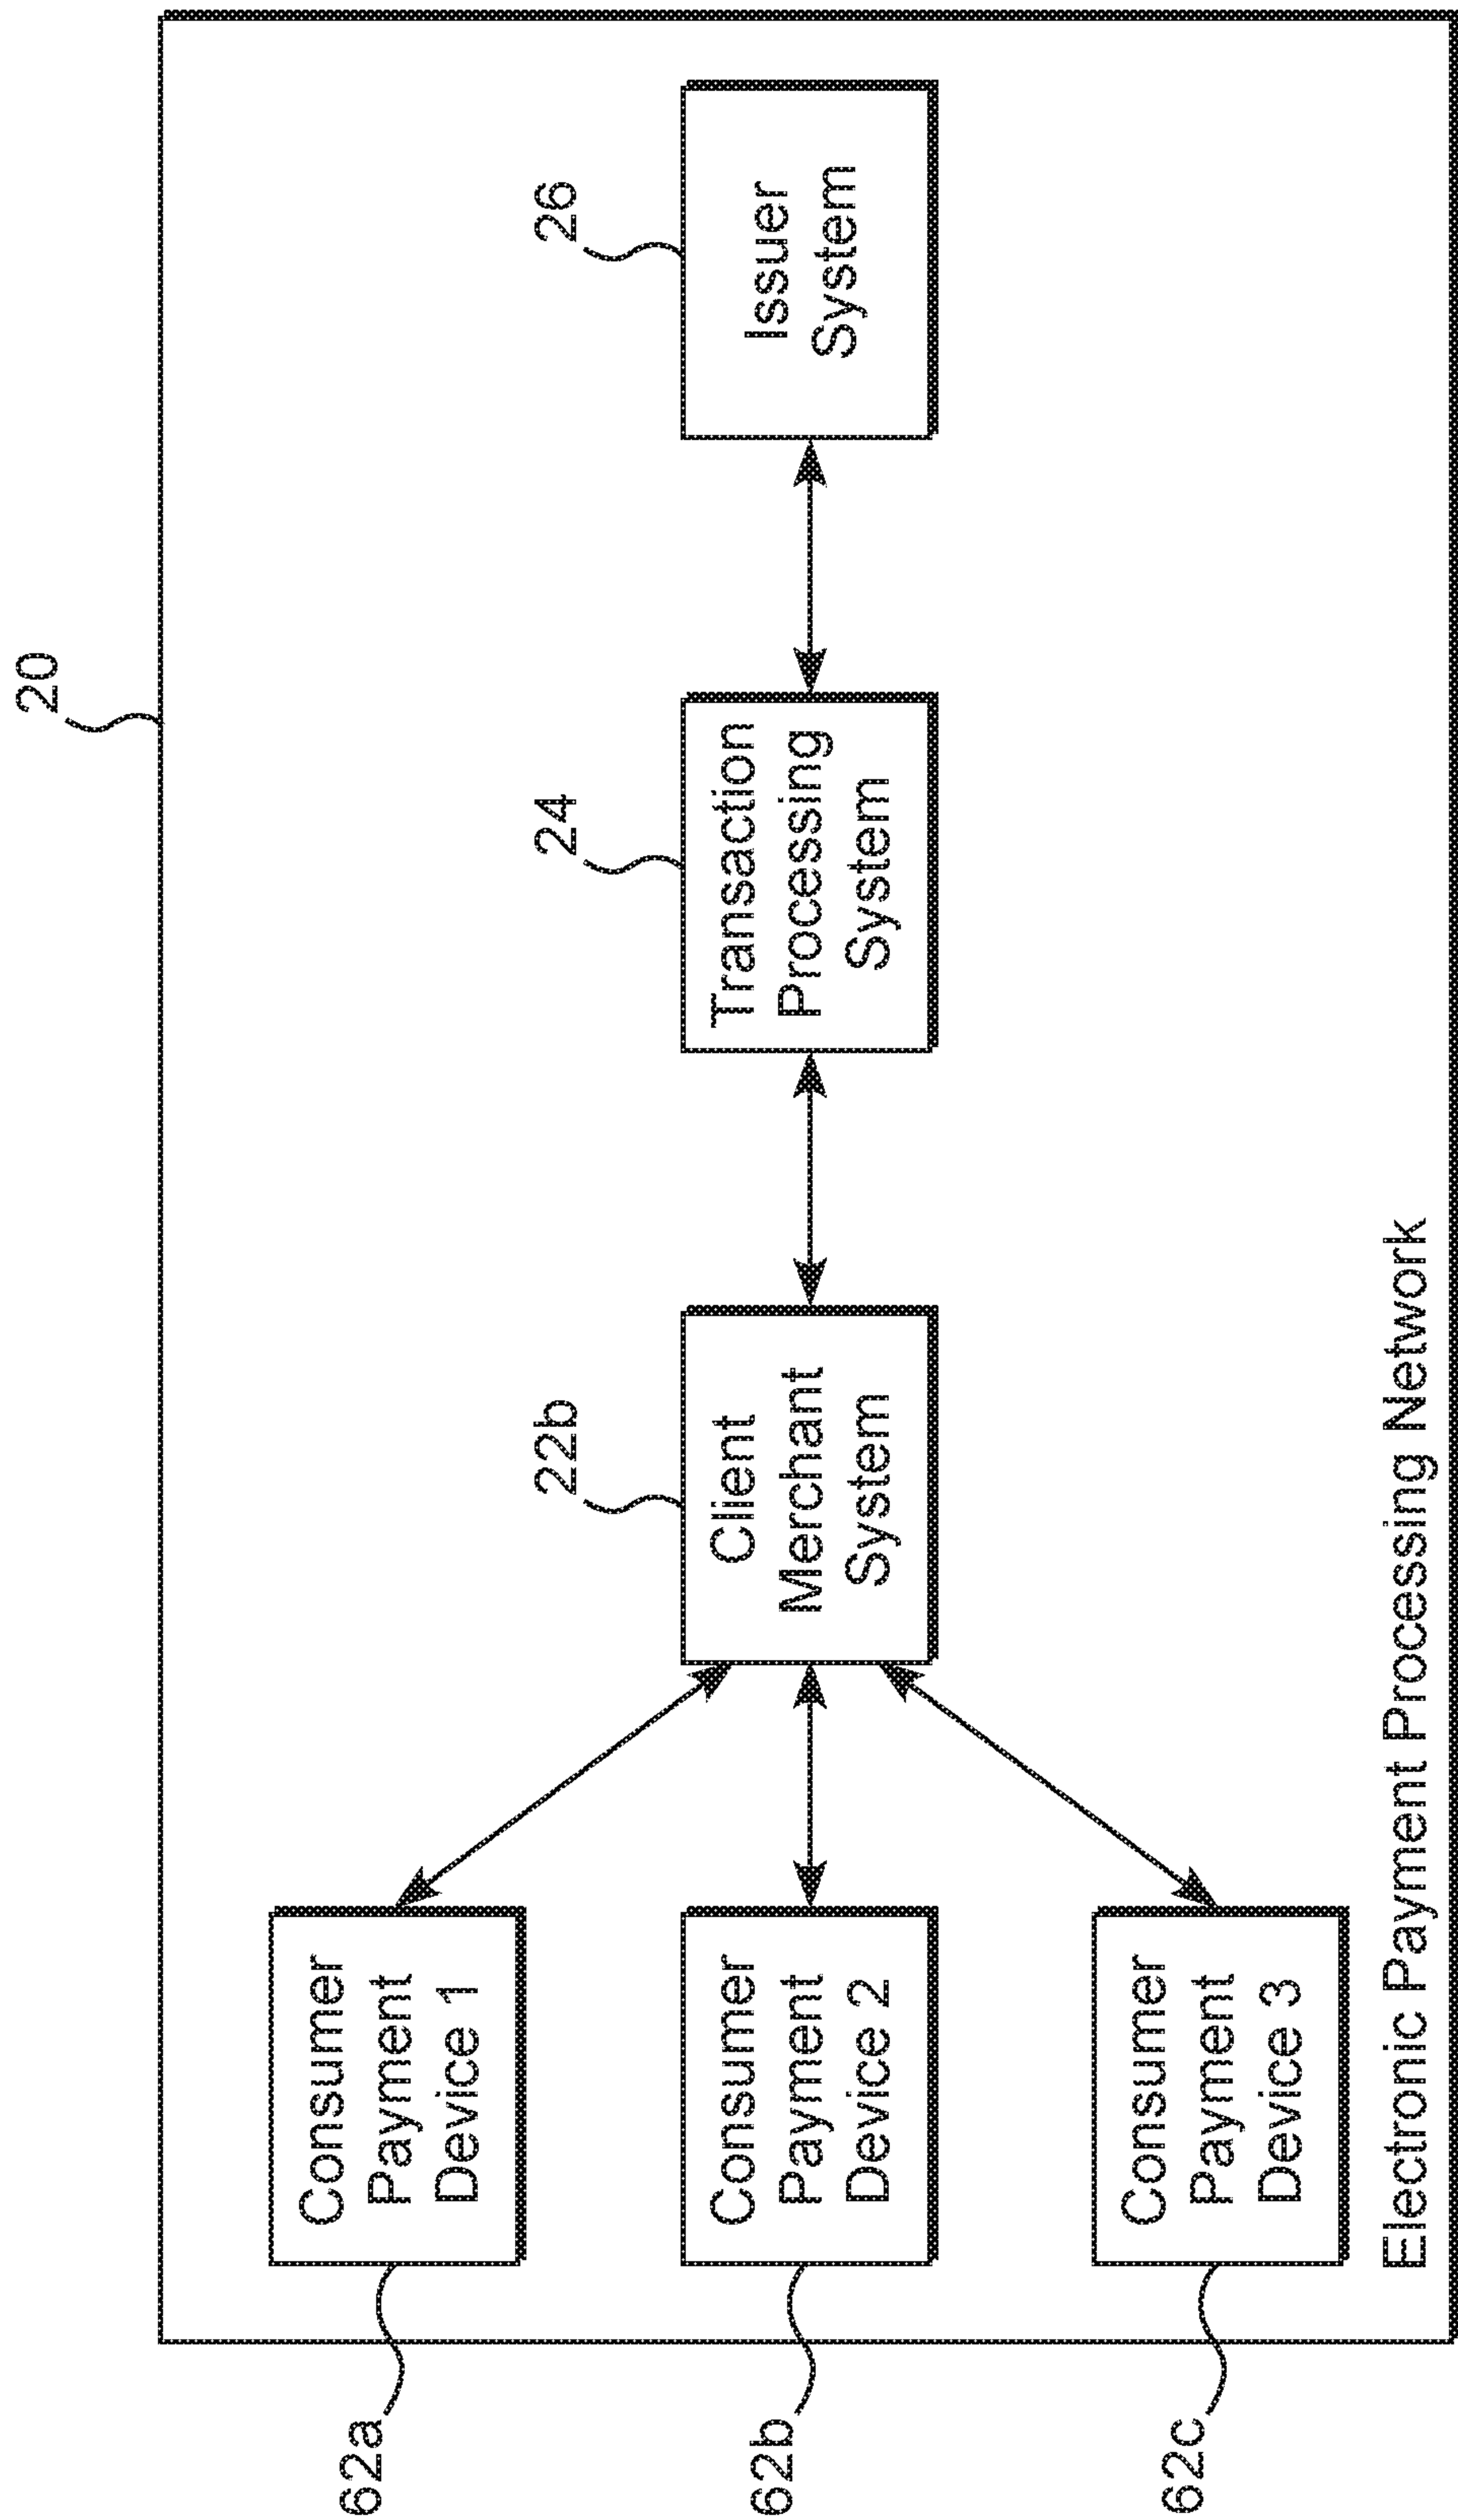 20
62a
Consumer
Payment
Device 1
62b
Consumer
Payment
Device 2
62c
Consumer
Payment
Device 3
22b
Client
Merchant
System
24
Transaction
Processing
System
26
Issuer
System
Electronic Payment Processing Network